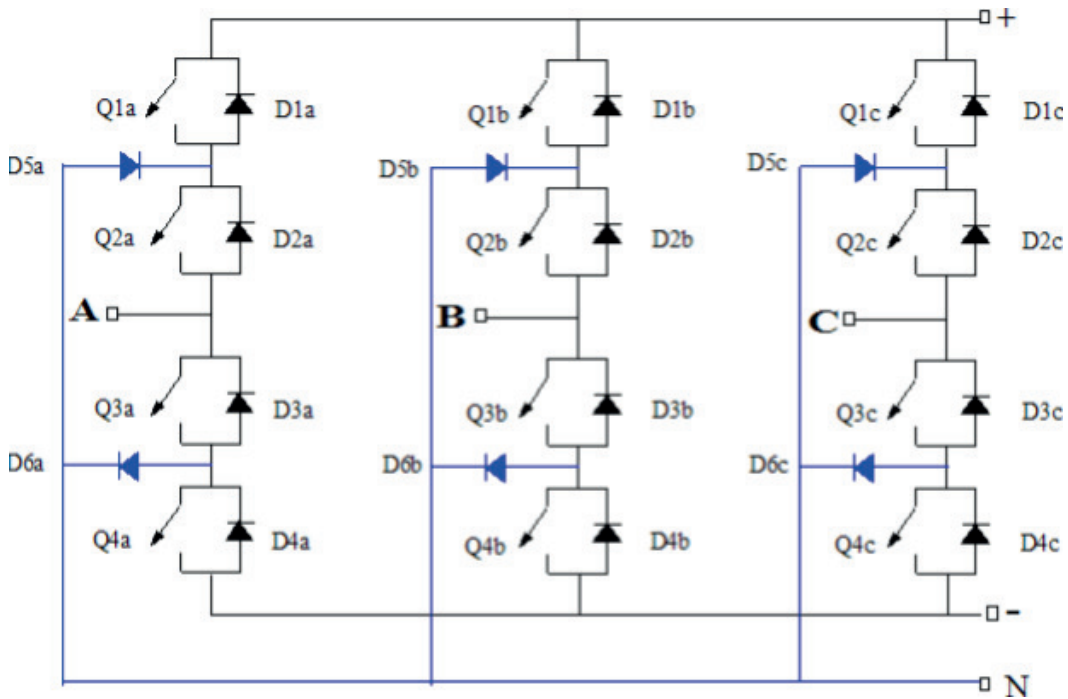 +
Q1a D1a Q1b D1b Q1c D1c
D5a D5b D5c
Q2a D2a Q2b D2b Q2c D2c
A B C
Q3a D3a Q3b D3b Q3c D3c
D6a D6b D6c
Q4a D4a Q4b D4b Q4c D4c
-
N